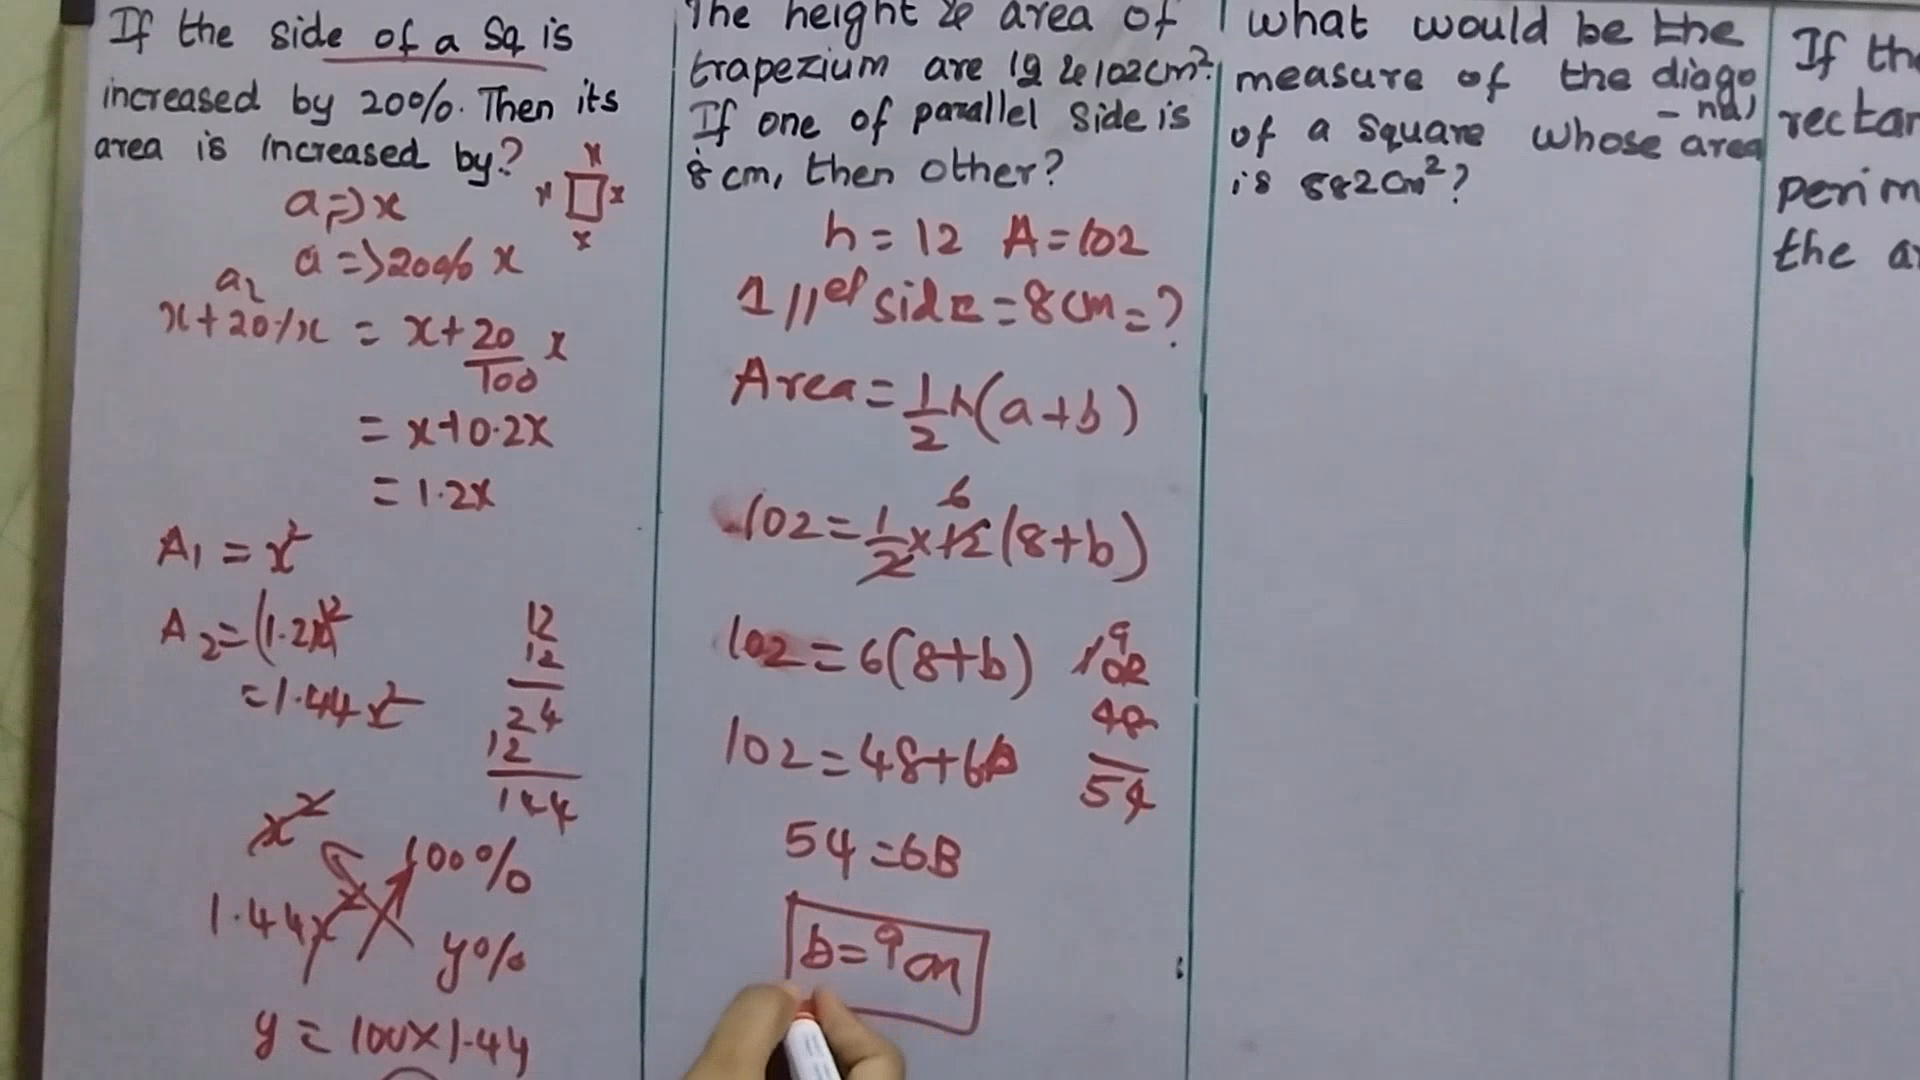 If the side of a Sq is
increased by 20%. Then its
area is increased by?
x
x x
x
a => x
a => 20% x
a2
x+20%x = x+20/100 x
= x+0.2x
= 1.2x
A1 = x²
A2 = (1.2x)²
= 1.44x²
12
12
24
12
144
x² 100%
1.44x² y%
y = 100×1.44
The height & area of
trapezium are 12 & 102cm².
If one of parallel side is
8 cm, then other?
h = 12 A = 102
1 ||el side = 8cm = ?
Area = 1/2 h(a+b)
6
102 = 1/2 × 12 (8+b)
102 = 6(8+b)
102 = 48+6b
9
102
48
54
54 = 6B
b = 9cm
What would be the
measure of the diago
- nal
of a square whose area
is 882cm²?
If the
rectan
perim
the ar